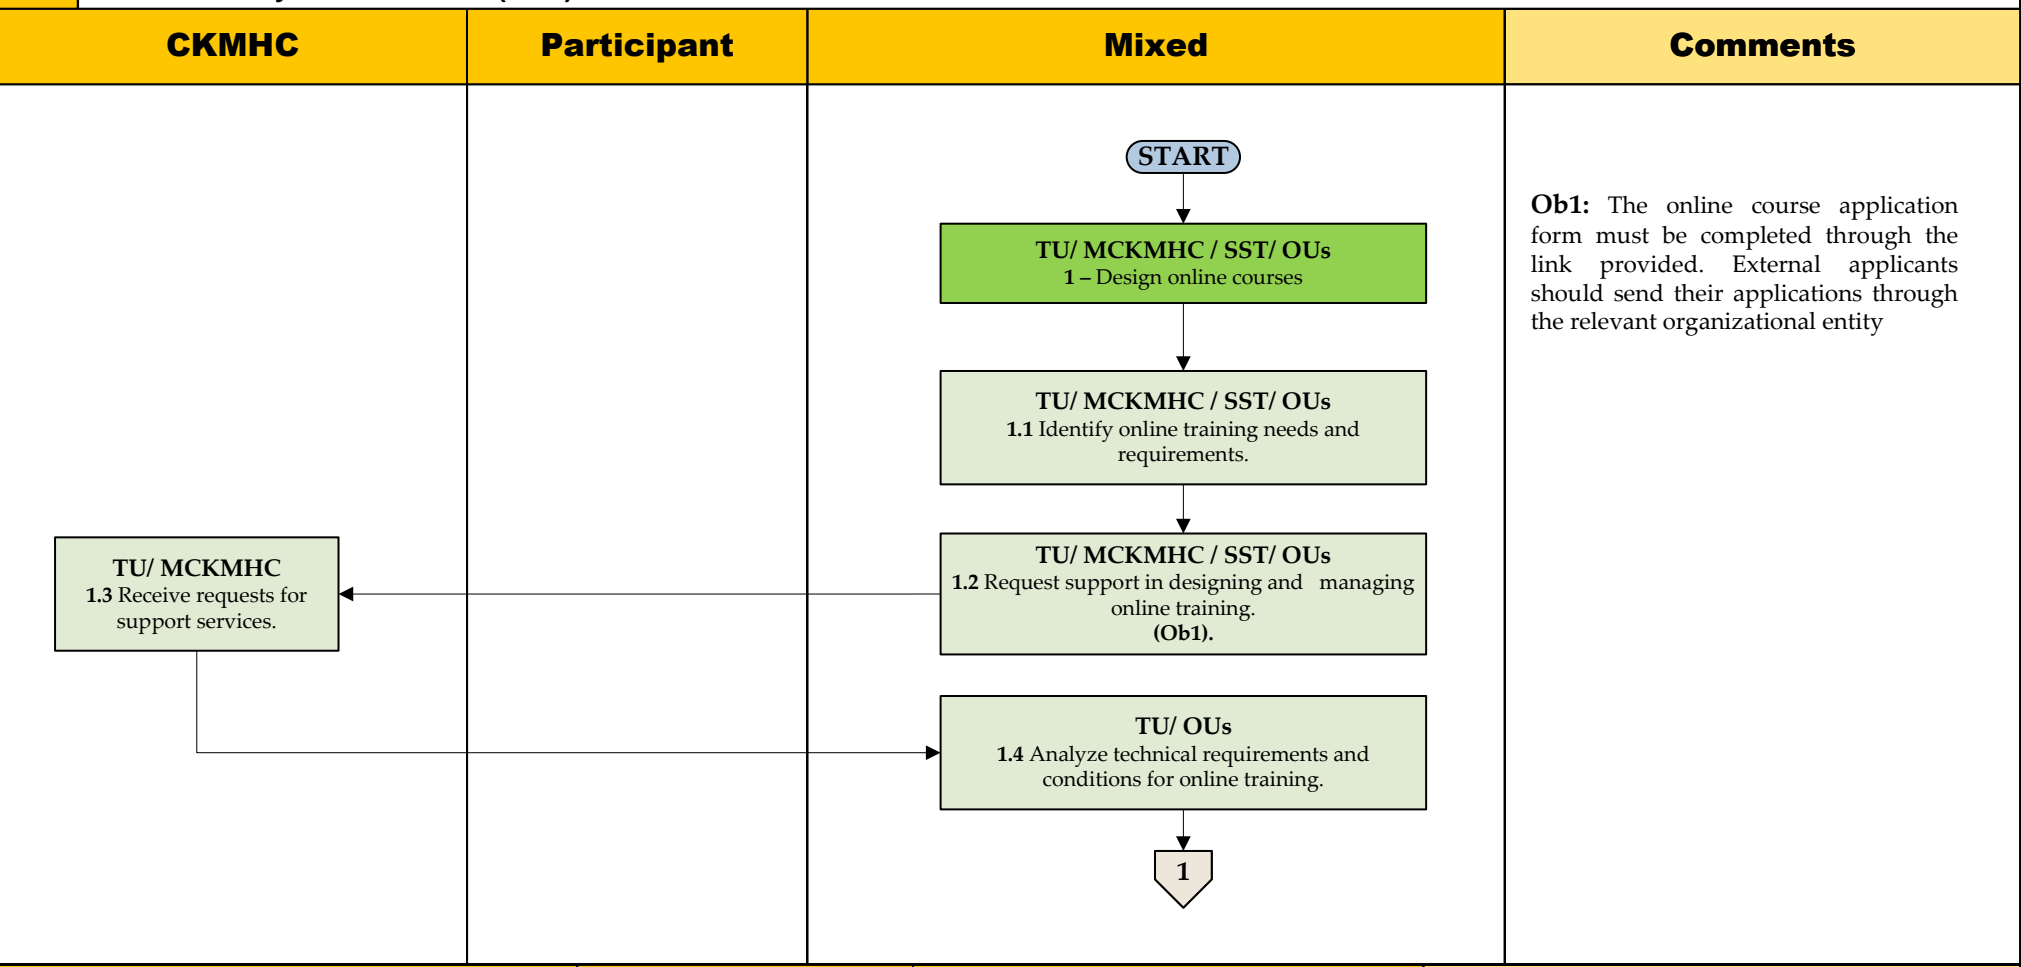 CKMHC
Participant
Mixed
Comments
START
TU/ MCKMHC / SST/ OUs
1 – Design online courses
TU/ MCKMHC / SST/ OUs
1.1 Identify online training needs and
requirements.
TU/ MCKMHC / SST/ OUs
1.2 Request support in designing and managing
online training.
(Ob1).
TU/ MCKMHC
1.3 Receive requests for
support services.
TU/ OUs
1.4 Analyze technical requirements and
conditions for online training.
1
Ob1: The online course application
form must be completed through the
link provided. External applicants
should send their applications through
the relevant organizational entity